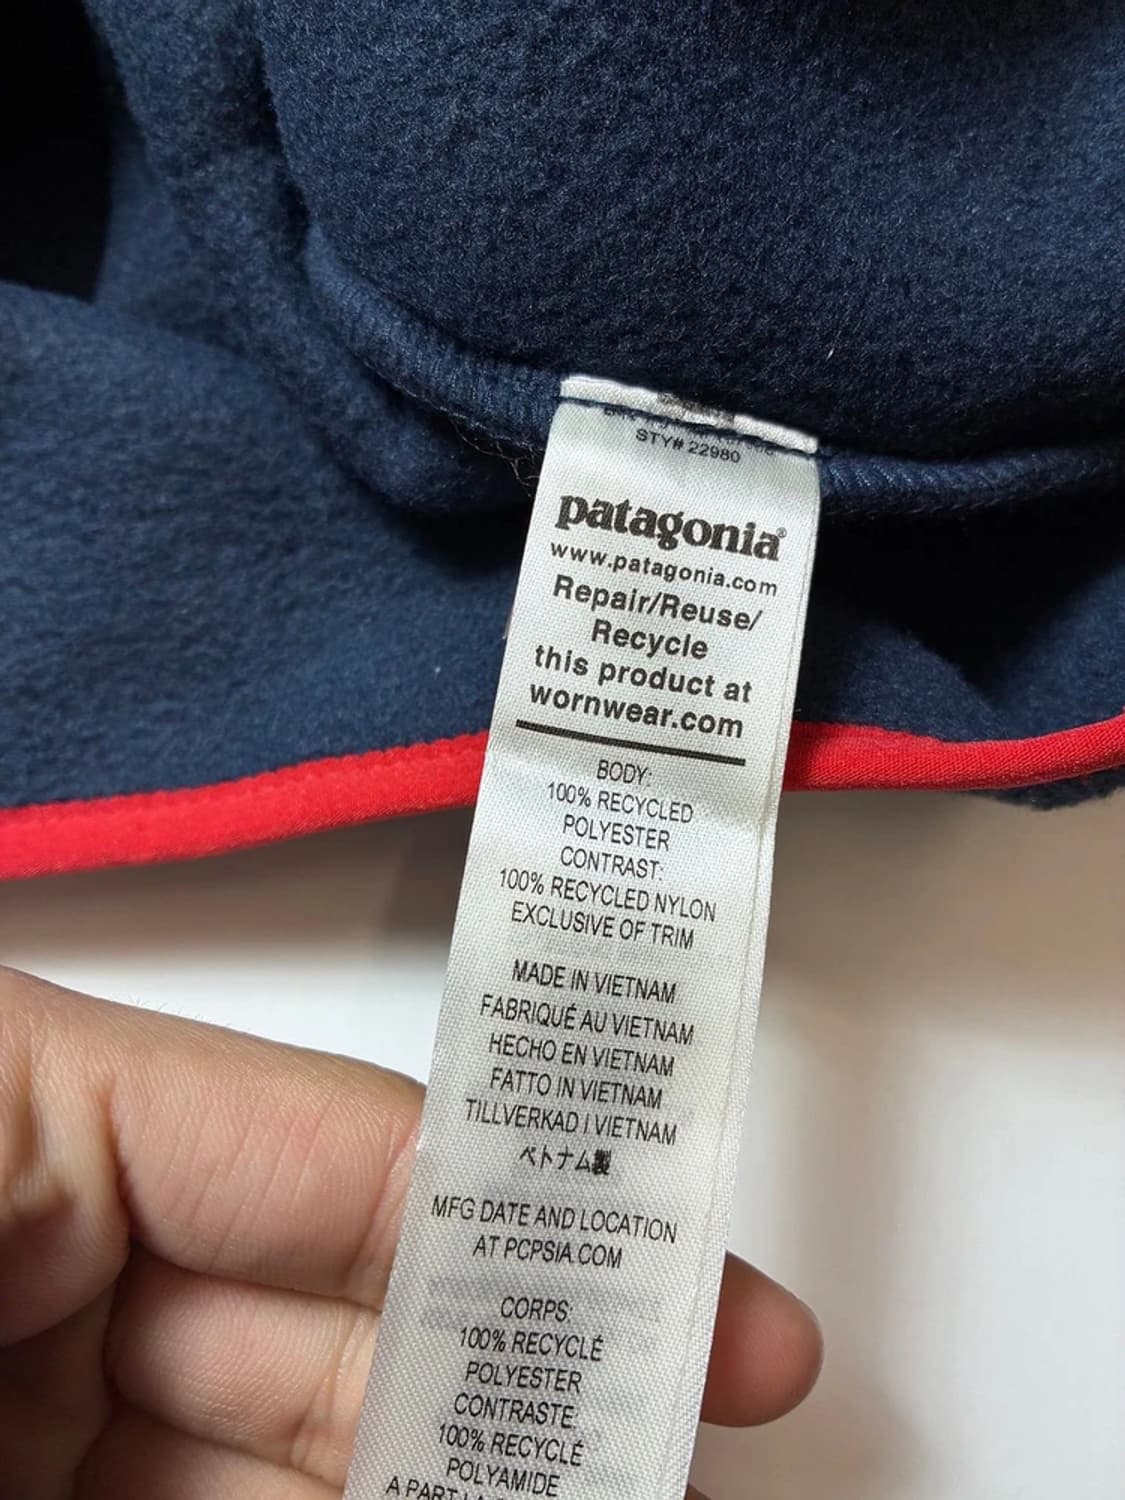 STY# 22980
patagonia®
www.patagonia.com
Repair/Reuse/
Recycle
this product at
wornwear.com
BODY:
100% RECYCLED
POLYESTER
CONTRAST:
100% RECYCLED NYLON
EXCLUSIVE OF TRIM
MADE IN VIETNAM
FABRIQUÉ AU VIETNAM
HECHO EN VIETNAM
FATTO IN VIETNAM
TILLVERKAD I VIETNAM
ベトナム製
MFG DATE AND LOCATION
AT PCPSIA.COM
CORPS:
100% RECYCLÉ
POLYESTER
CONTRASTE:
100% RECYCLÉ
POLYAMIDE
A PART